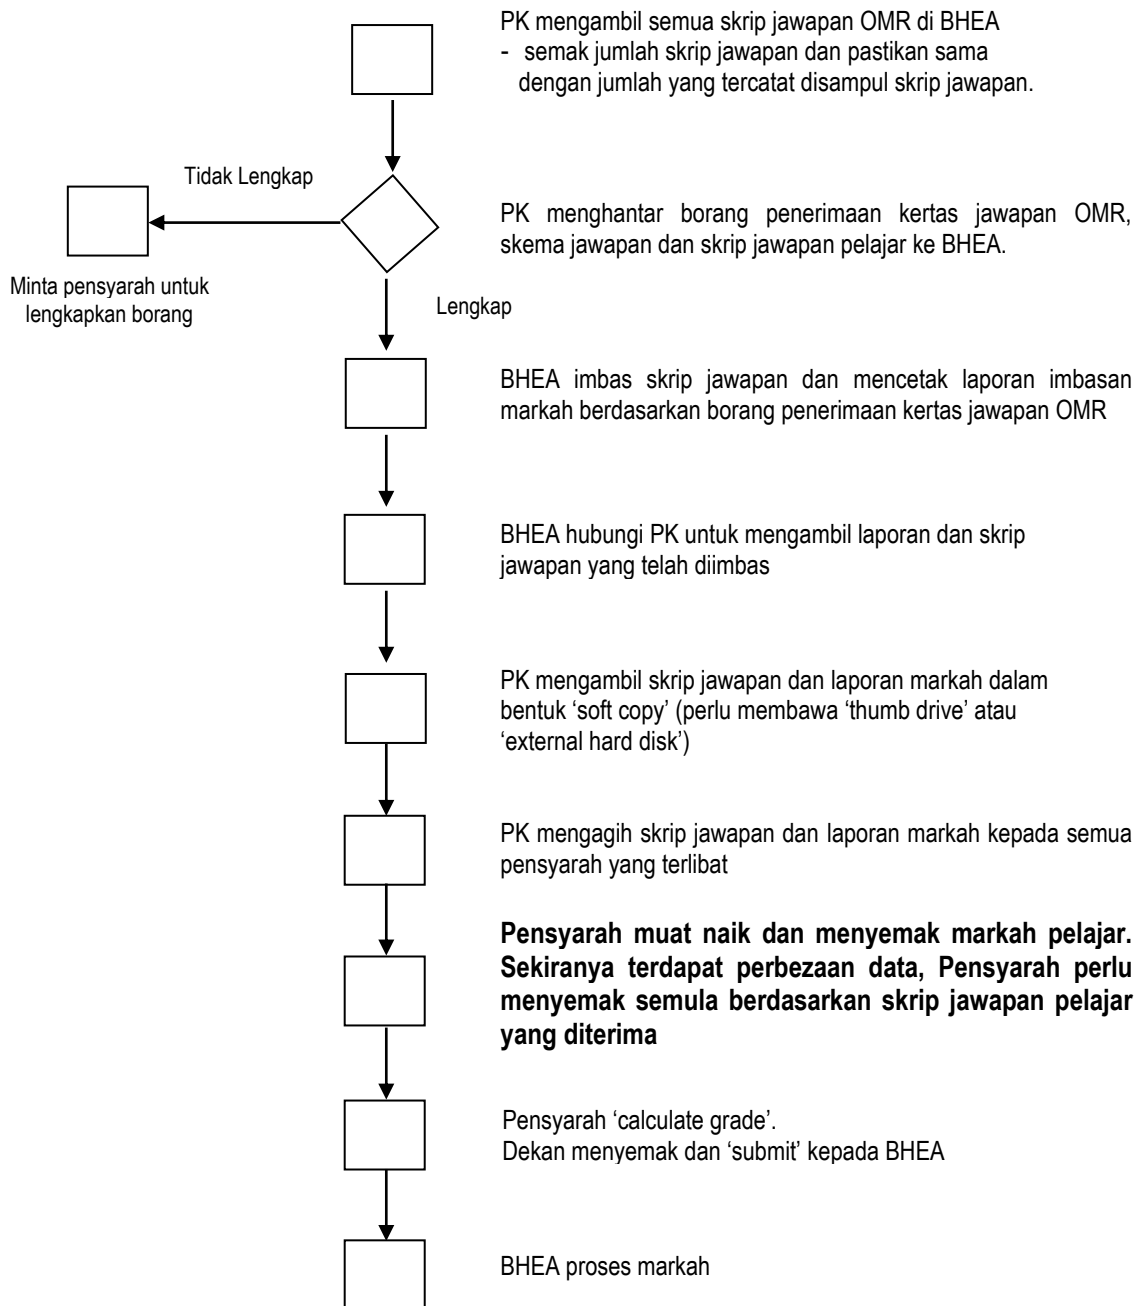 PK mengambil semua skrip jawapan OMR di BHEA
- semak jumlah skrip jawapan dan pastikan sama
dengan jumlah yang tercatat disampul skrip jawapan.
Tidak Lengkap
PK menghantar borang penerimaan kertas jawapan OMR,
skema jawapan dan skrip jawapan pelajar ke BHEA.
Minta pensyarah untuk
lengkapkan borang
Lengkap
BHEA imbas skrip jawapan dan mencetak laporan imbasan
markah berdasarkan borang penerimaan kertas jawapan OMR
BHEA hubungi PK untuk mengambil laporan dan skrip
jawapan yang telah diimbas
PK mengambil skrip jawapan dan laporan markah dalam
bentuk ‘soft copy’ (perlu membawa ‘thumb drive’ atau
‘external hard disk’)
PK mengagih skrip jawapan dan laporan markah kepada semua
pensyarah yang terlibat
Pensyarah muat naik dan menyemak markah pelajar.
Sekiranya terdapat perbezaan data, Pensyarah perlu
menyemak semula berdasarkan skrip jawapan pelajar
yang diterima
Pensyarah ‘calculate grade’.
Dekan menyemak dan ‘submit’ kepada BHEA
BHEA proses markah